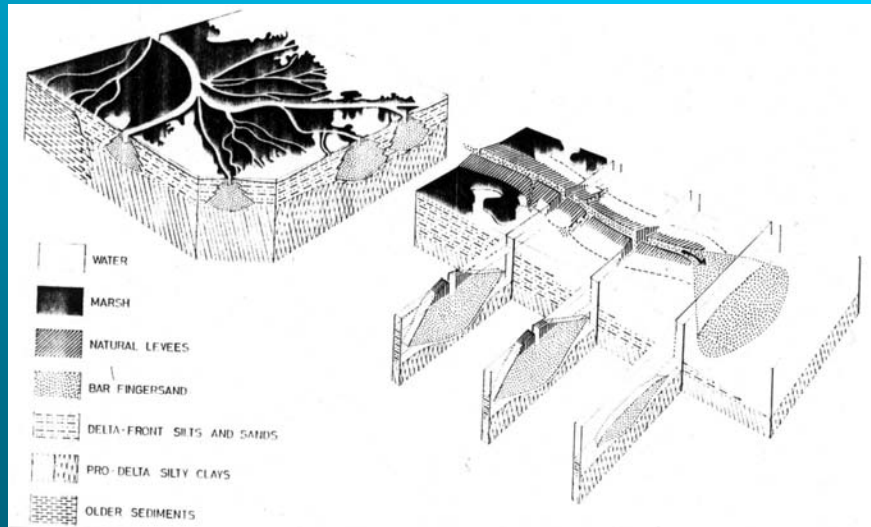 WATER
MARSH
NATURAL LEVEES
BAR FINGERSAND
DELTA-FRONT SILTS AND SANDS
PRO-DELTA SILTY CLAYS
OLDER SEDIMENTS